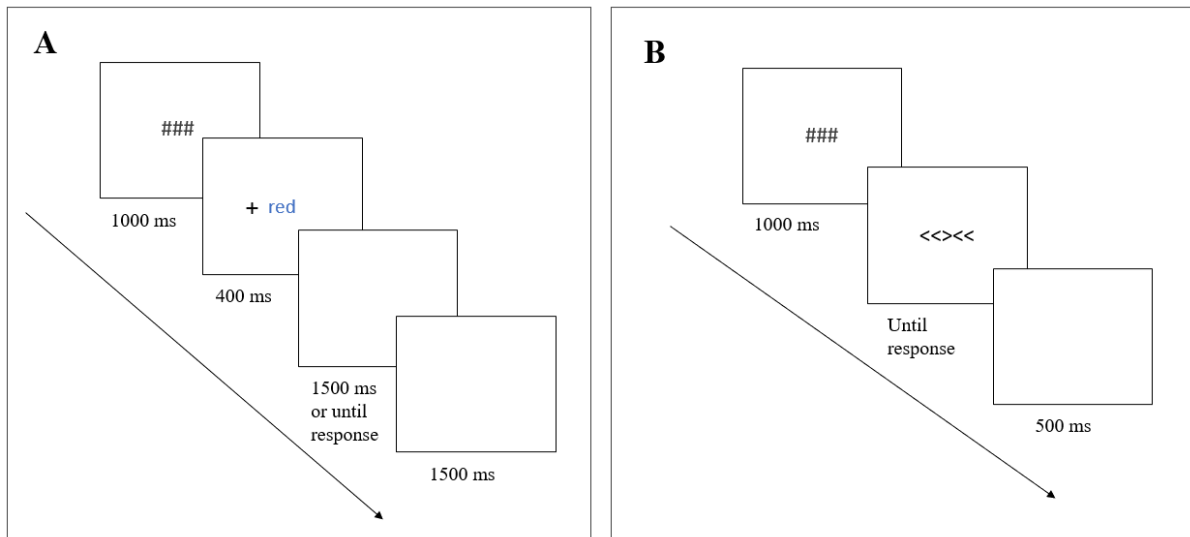 A
###
1000 ms
+ red
400 ms
1500 ms
or until
response
1500 ms
B
###
1000 ms
<<><<
Until
response
500 ms